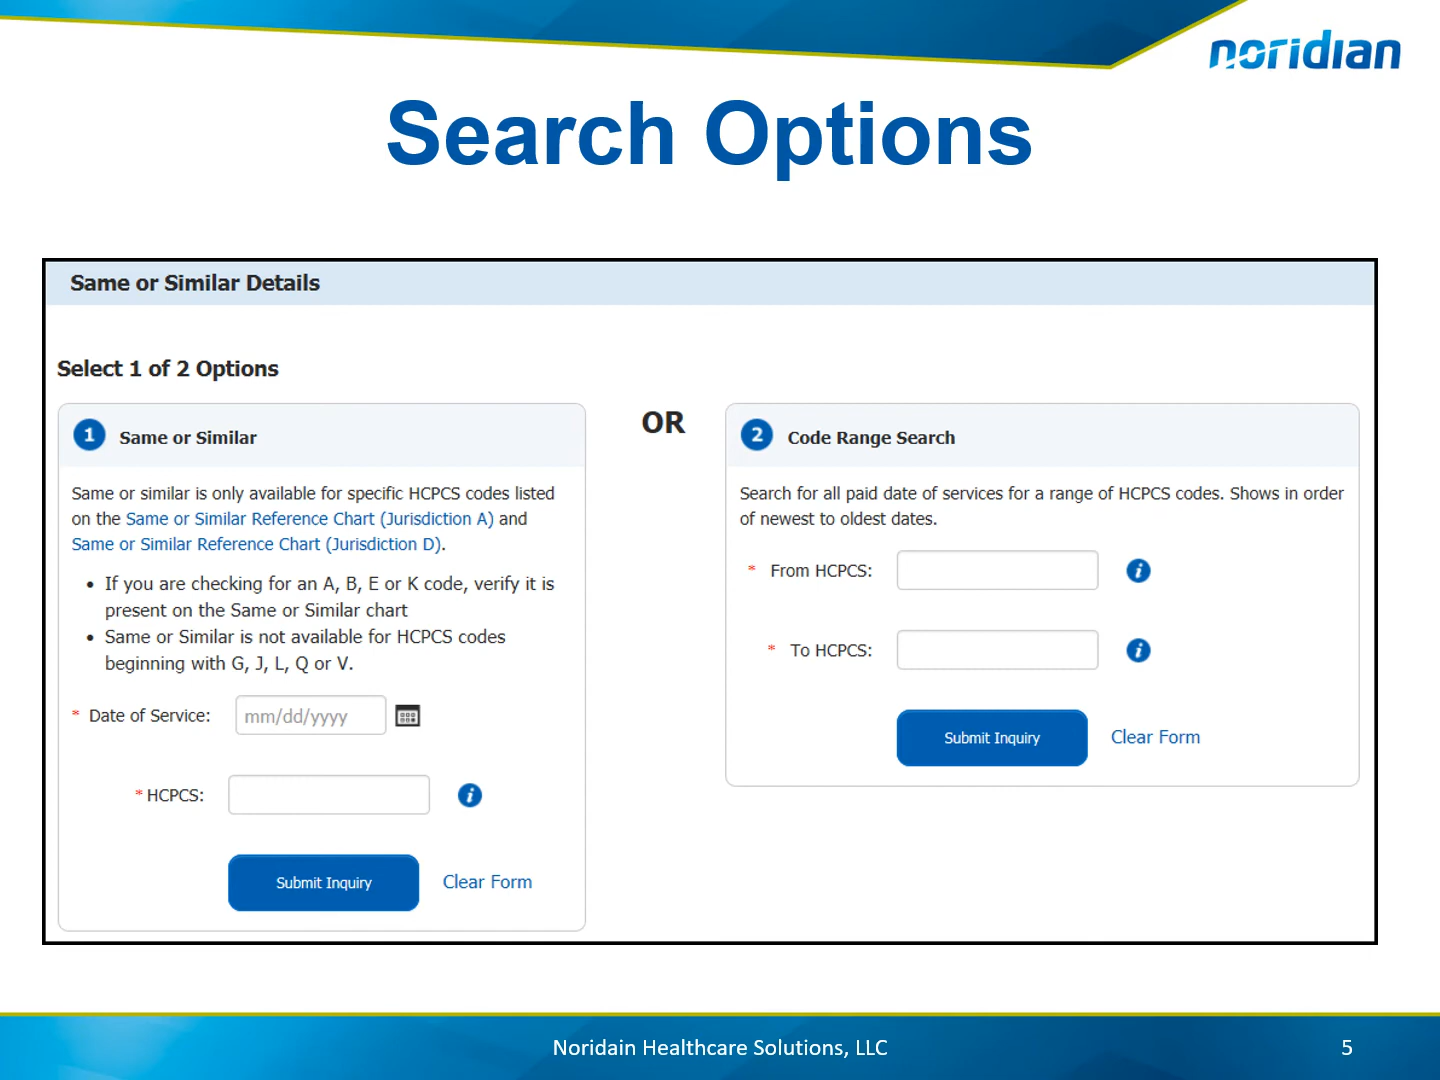 noridian
Search Options
Same or Similar Details
Select 1 of 2 Options
1 Same or Similar
Same or similar is only available for specific HCPCS codes listed
on the Same or Similar Reference Chart (Jurisdiction A) and
Same or Similar Reference Chart (Jurisdiction D).
• If you are checking for an A, B, E or K code, verify it is
present on the Same or Similar chart
• Same or Similar is not available for HCPCS codes
beginning with G, J, L, Q or V.
* Date of Service: mm/dd/yyyy
* HCPCS: i
Submit Inquiry Clear Form
OR
2 Code Range Search
Search for all paid date of services for a range of HCPCS codes. Shows in order
of newest to oldest dates.
* From HCPCS: i
* To HCPCS: i
Submit Inquiry Clear Form
Noridain Healthcare Solutions, LLC
5